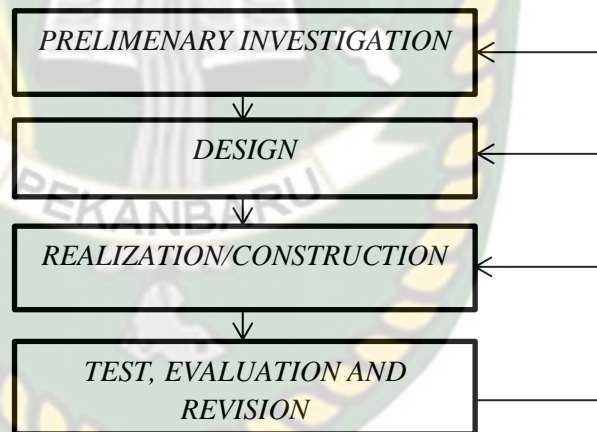 PRELIMENARY INVESTIGATION
DESIGN
PEKANBARU
REALIZATION/CONSTRUCTION
TEST, EVALUATION AND
REVISION